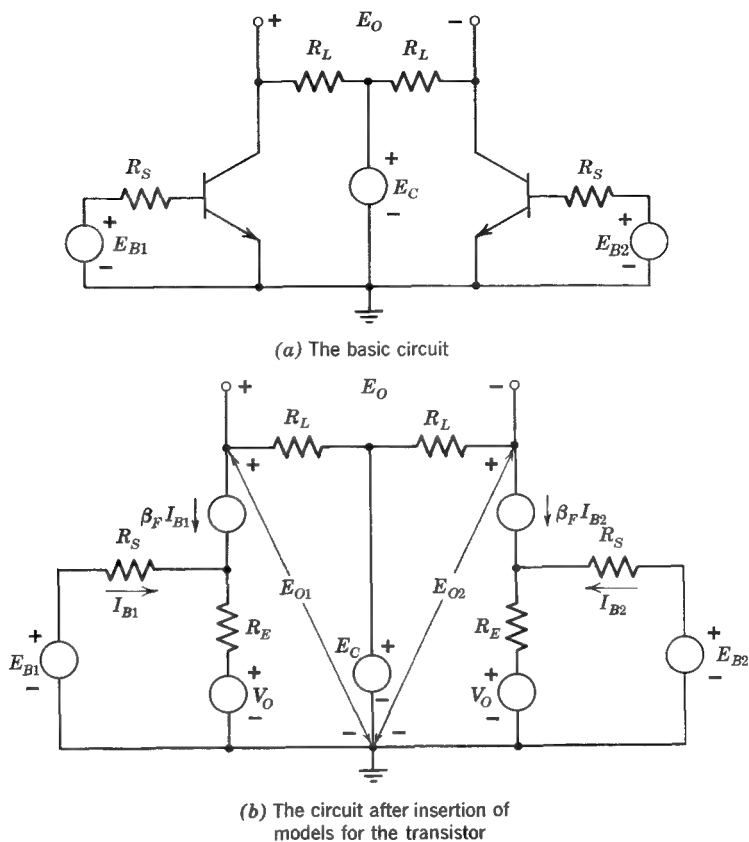 + E_O −
R_L R_L
R_S + R_S
+ E_C +
E_B1 − E_B2
− −
(a) The basic circuit
+ E_O −
R_L R_L
+ +
β_F I_B1 β_F I_B2
R_S R_S
I_B1 E_O1 E_O2 I_B2
+ R_E E_C + R_E +
E_B1 E_B2
− + − + −
V_O V_O
− − − −
(b) The circuit after insertion of
models for the transistor